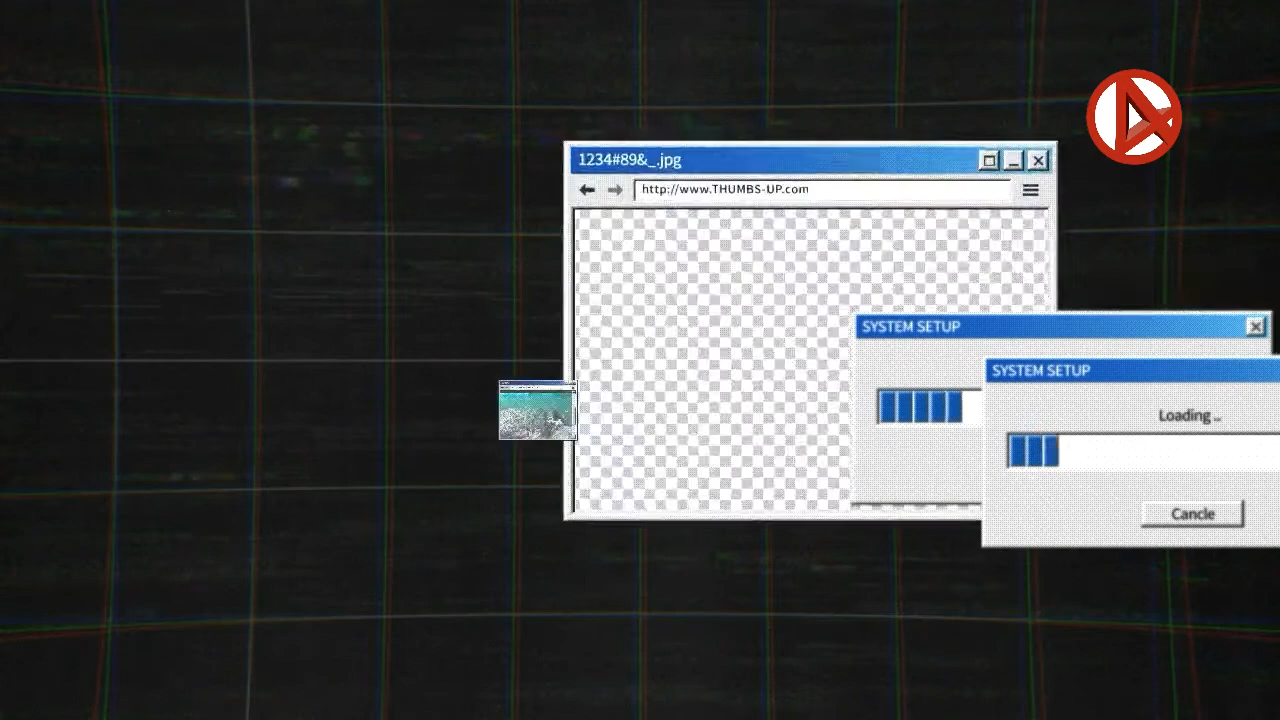 1234#89&_.jpg
http://www.THUMBS-UP.com
SYSTEM SETUP
SYSTEM SETUP
Loading ..
Cancle